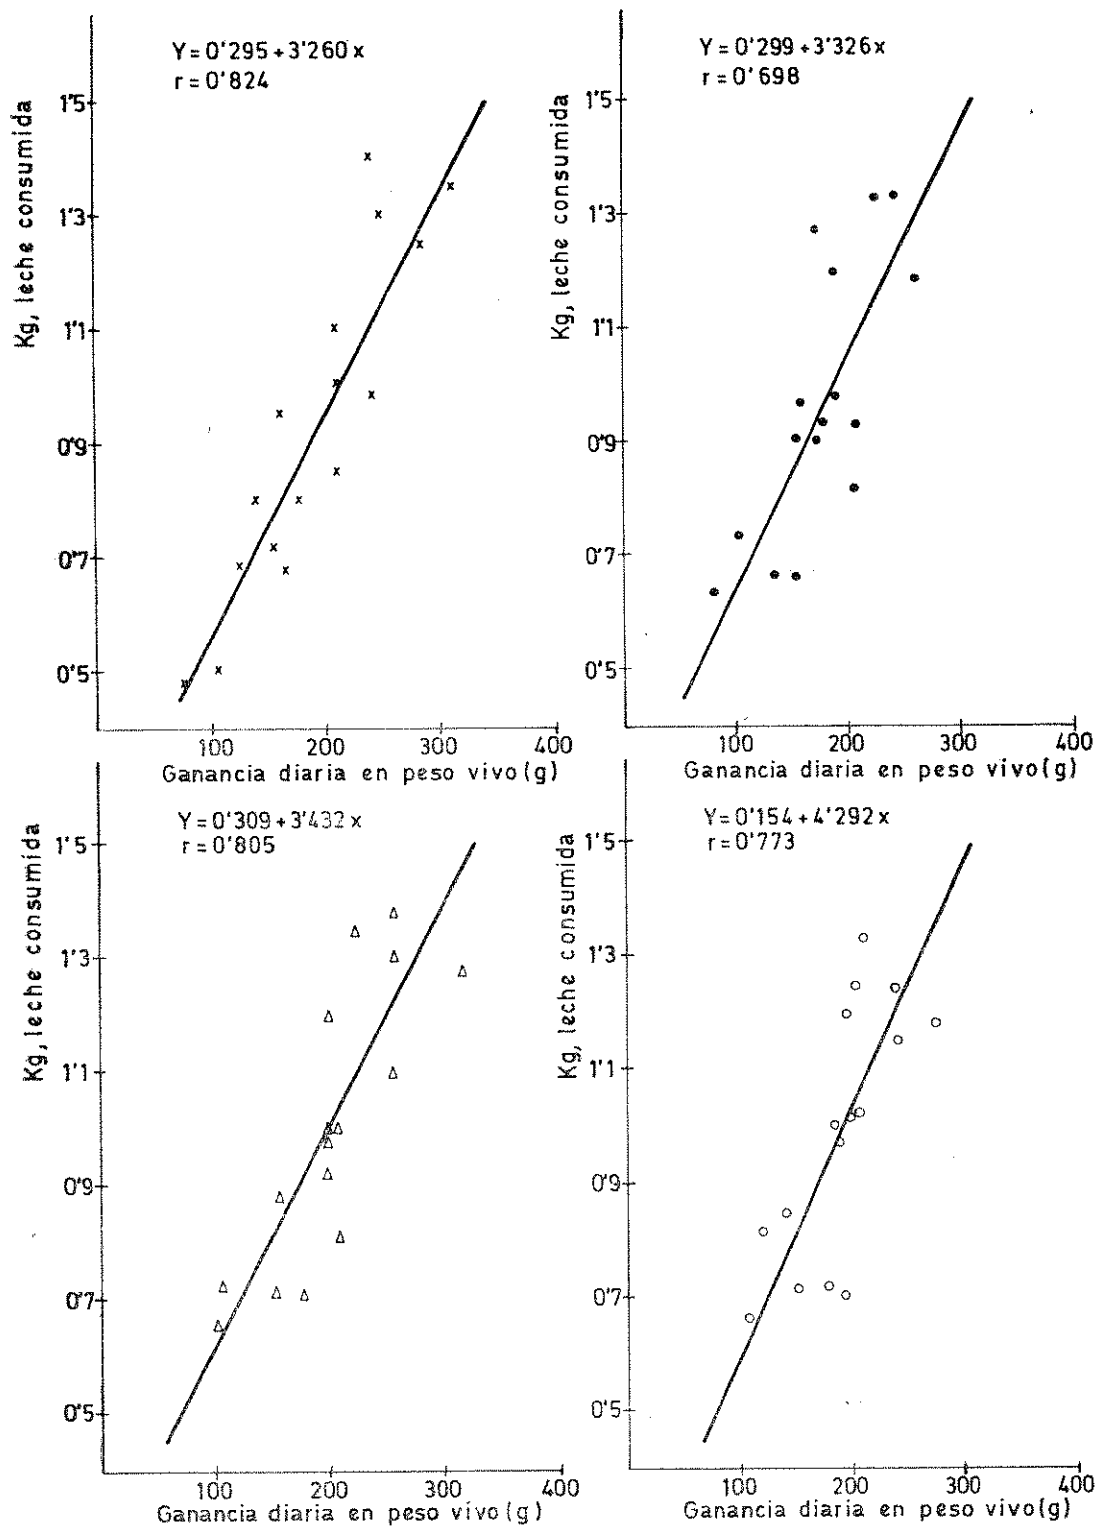 Y = 0'295 + 3'260 x
r = 0'824
Kg, leche consumida
1'5
1'3
1'1
0'9
0'7
0'5
100 200 300 400
Ganancia diaria en peso vivo (g)
Y = 0'299 + 3'326 x
r = 0'698
Kg, leche consumida
1'5
1'3
1'1
0'9
0'7
0'5
100 200 300 400
Ganancia diaria en peso vivo (g)
Y = 0'309 + 3'432 x
r = 0'805
Kg, leche consumida
1'5
1'3
1'1
0'9
0'7
0'5
100 200 300 400
Ganancia diaria en peso vivo (g)
Y = 0'154 + 4'292 x
r = 0'773
Kg, leche consumida
1'5
1'3
1'1
0'9
0'7
0'5
100 200 300 400
Ganancia diaria en peso vivo (g)